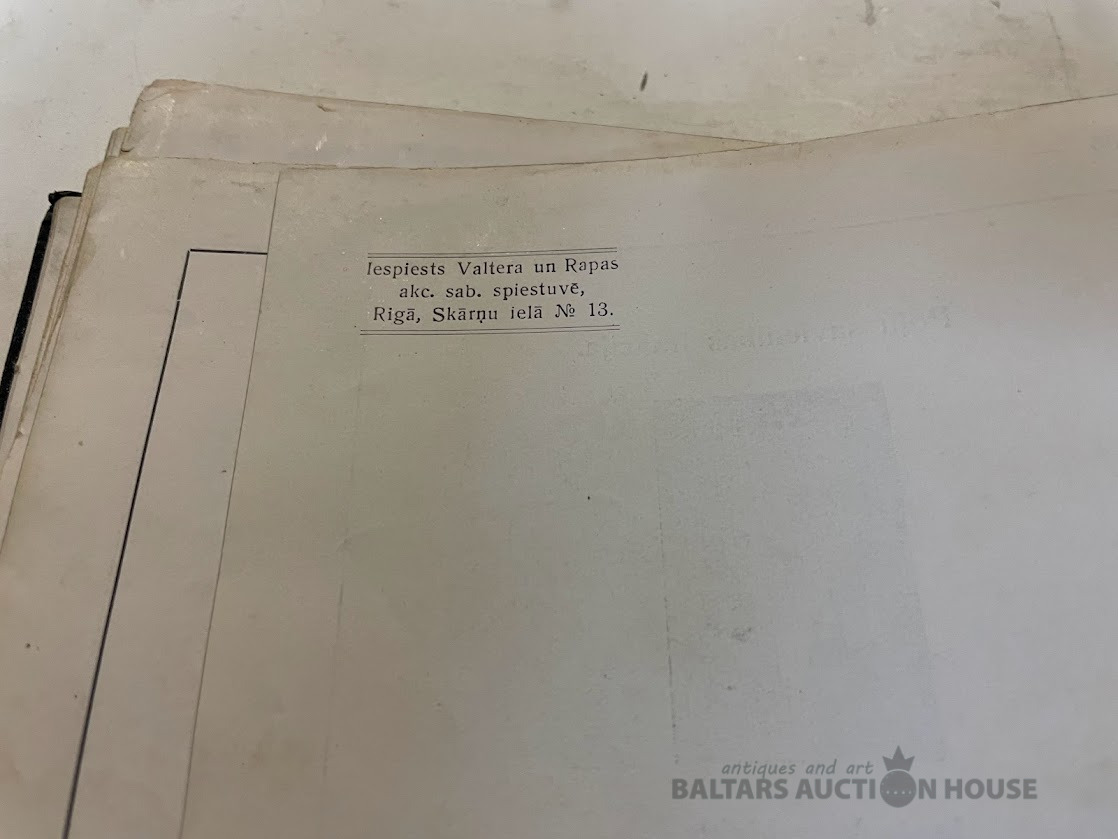 Iespiests Valtera un Rapas
akc. sab. spiestuvē,
Rīgā, Skārņu ielā № 13.
antiques and art
BALTARS AUCTION HOUSE